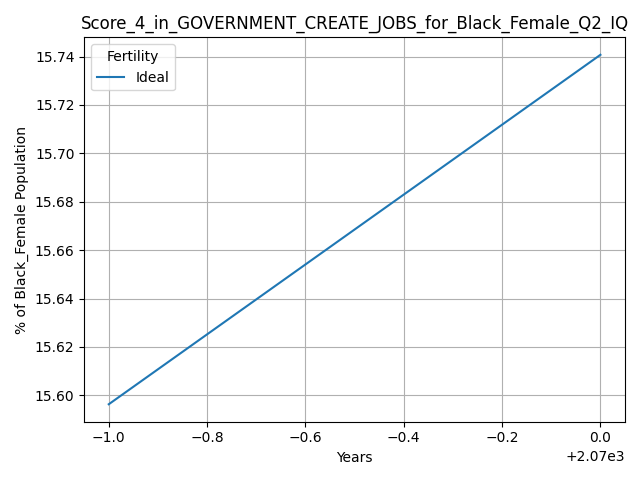 Score_4_in_GOVERNMENT_CREATE_JOBS_for_Black_Female_Q2_IQ
Fertility
Ideal
% of Black_Female Population
15.74
15.72
15.70
15.68
15.66
15.64
15.62
15.60
−1.0 −0.8 −0.6 −0.4 −0.2 0.0
+2.07e3
Years